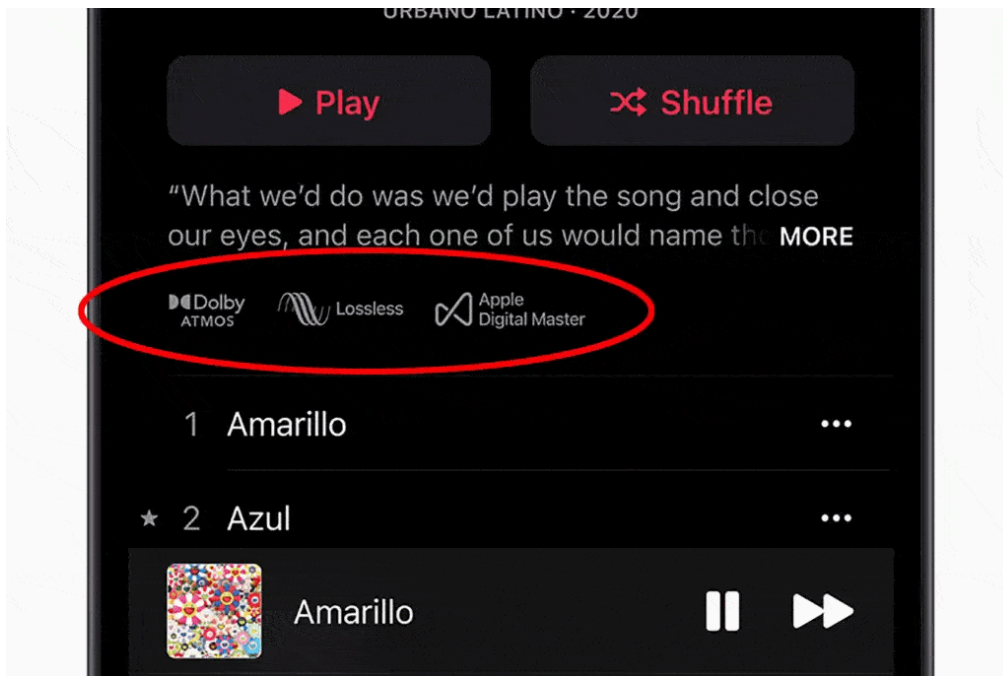 URBANO LATINO · 2020
Play
Shuffle
“What we’d do was we’d play the song and close
our eyes, and each one of us would name the MORE
Dolby
ATMOS
Lossless
Apple
Digital Master
1 Amarillo
2 Azul
Amarillo